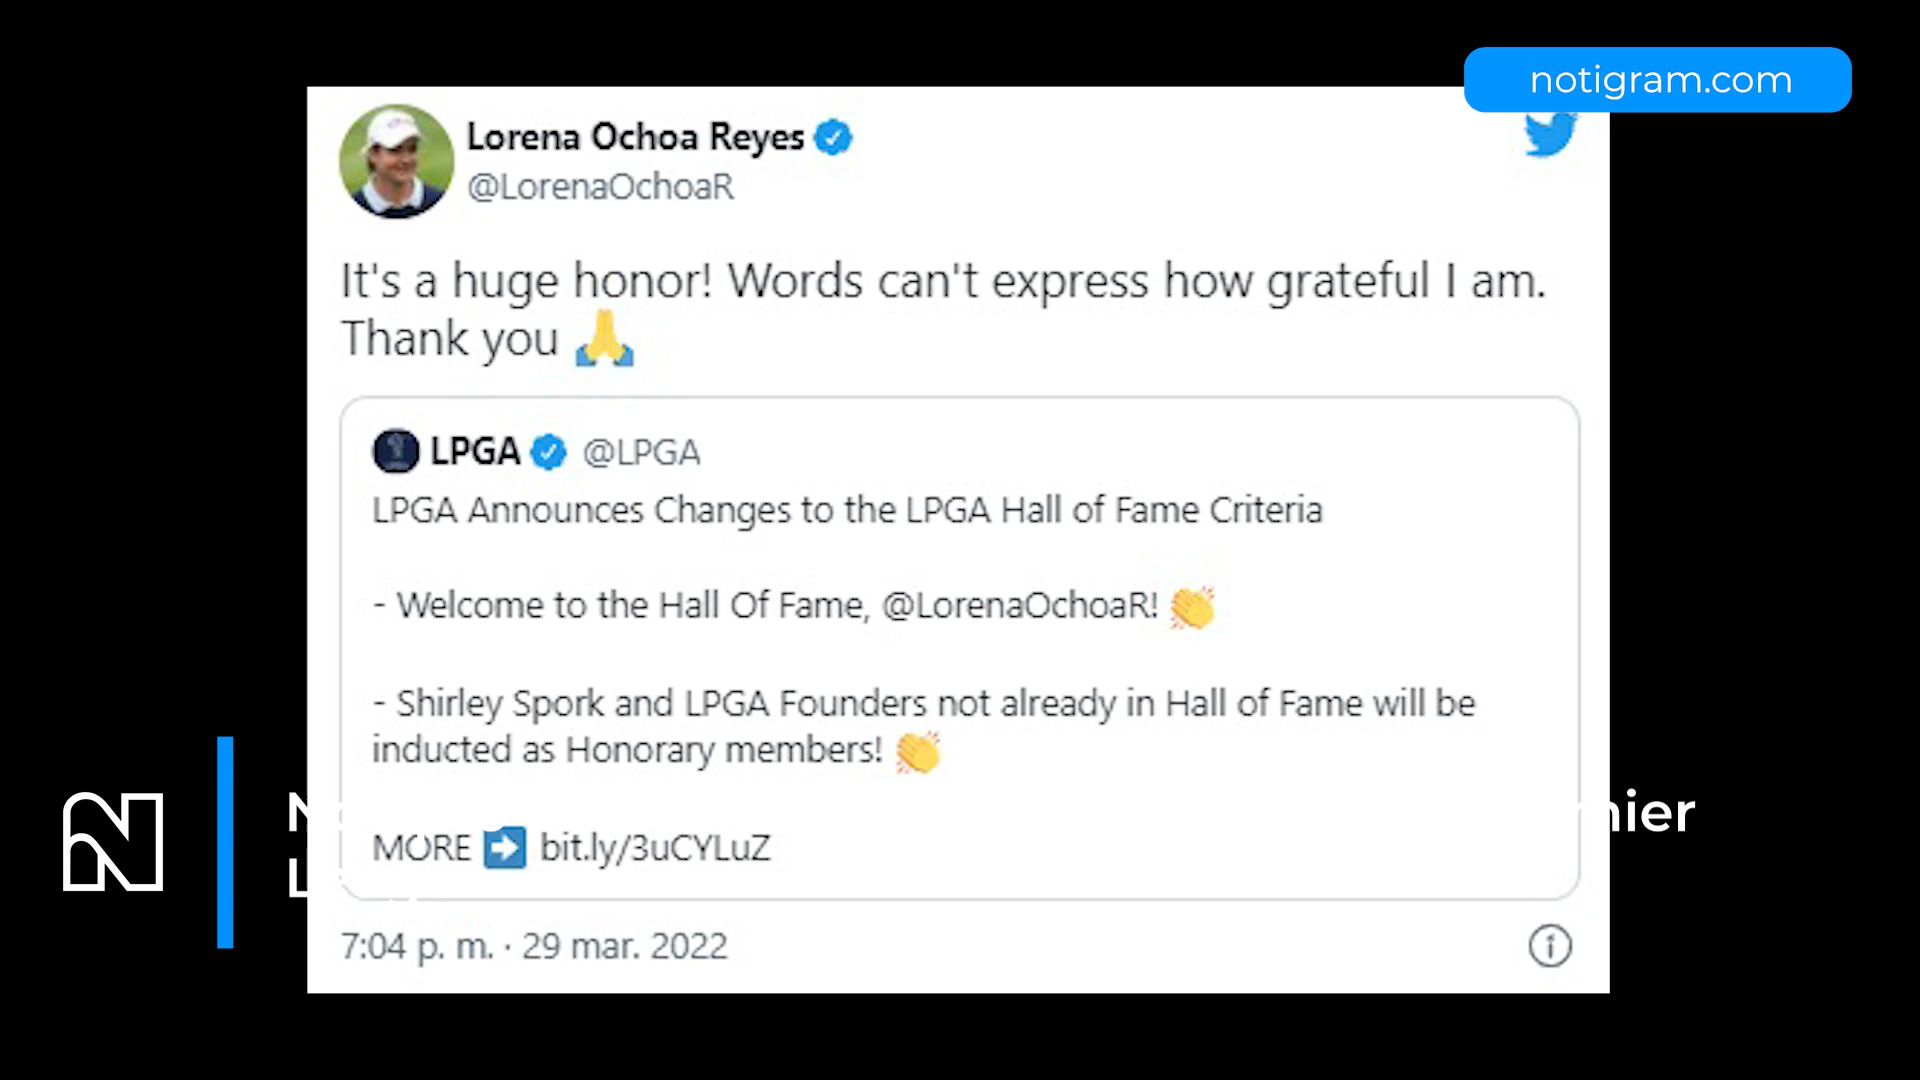 notigram.com
Lorena Ochoa Reyes
@LorenaOchoaR
It's a huge honor! Words can't express how grateful I am.
Thank you 🙏
LPGA @LPGA
LPGA Announces Changes to the LPGA Hall of Fame Criteria
- Welcome to the Hall Of Fame, @LorenaOchoaR! 👏
- Shirley Spork and LPGA Founders not already in Hall of Fame will be
inducted as Honorary members! 👏
MORE ➡️ bit.ly/3uCYLuZ
7:04 p. m. · 29 mar. 2022